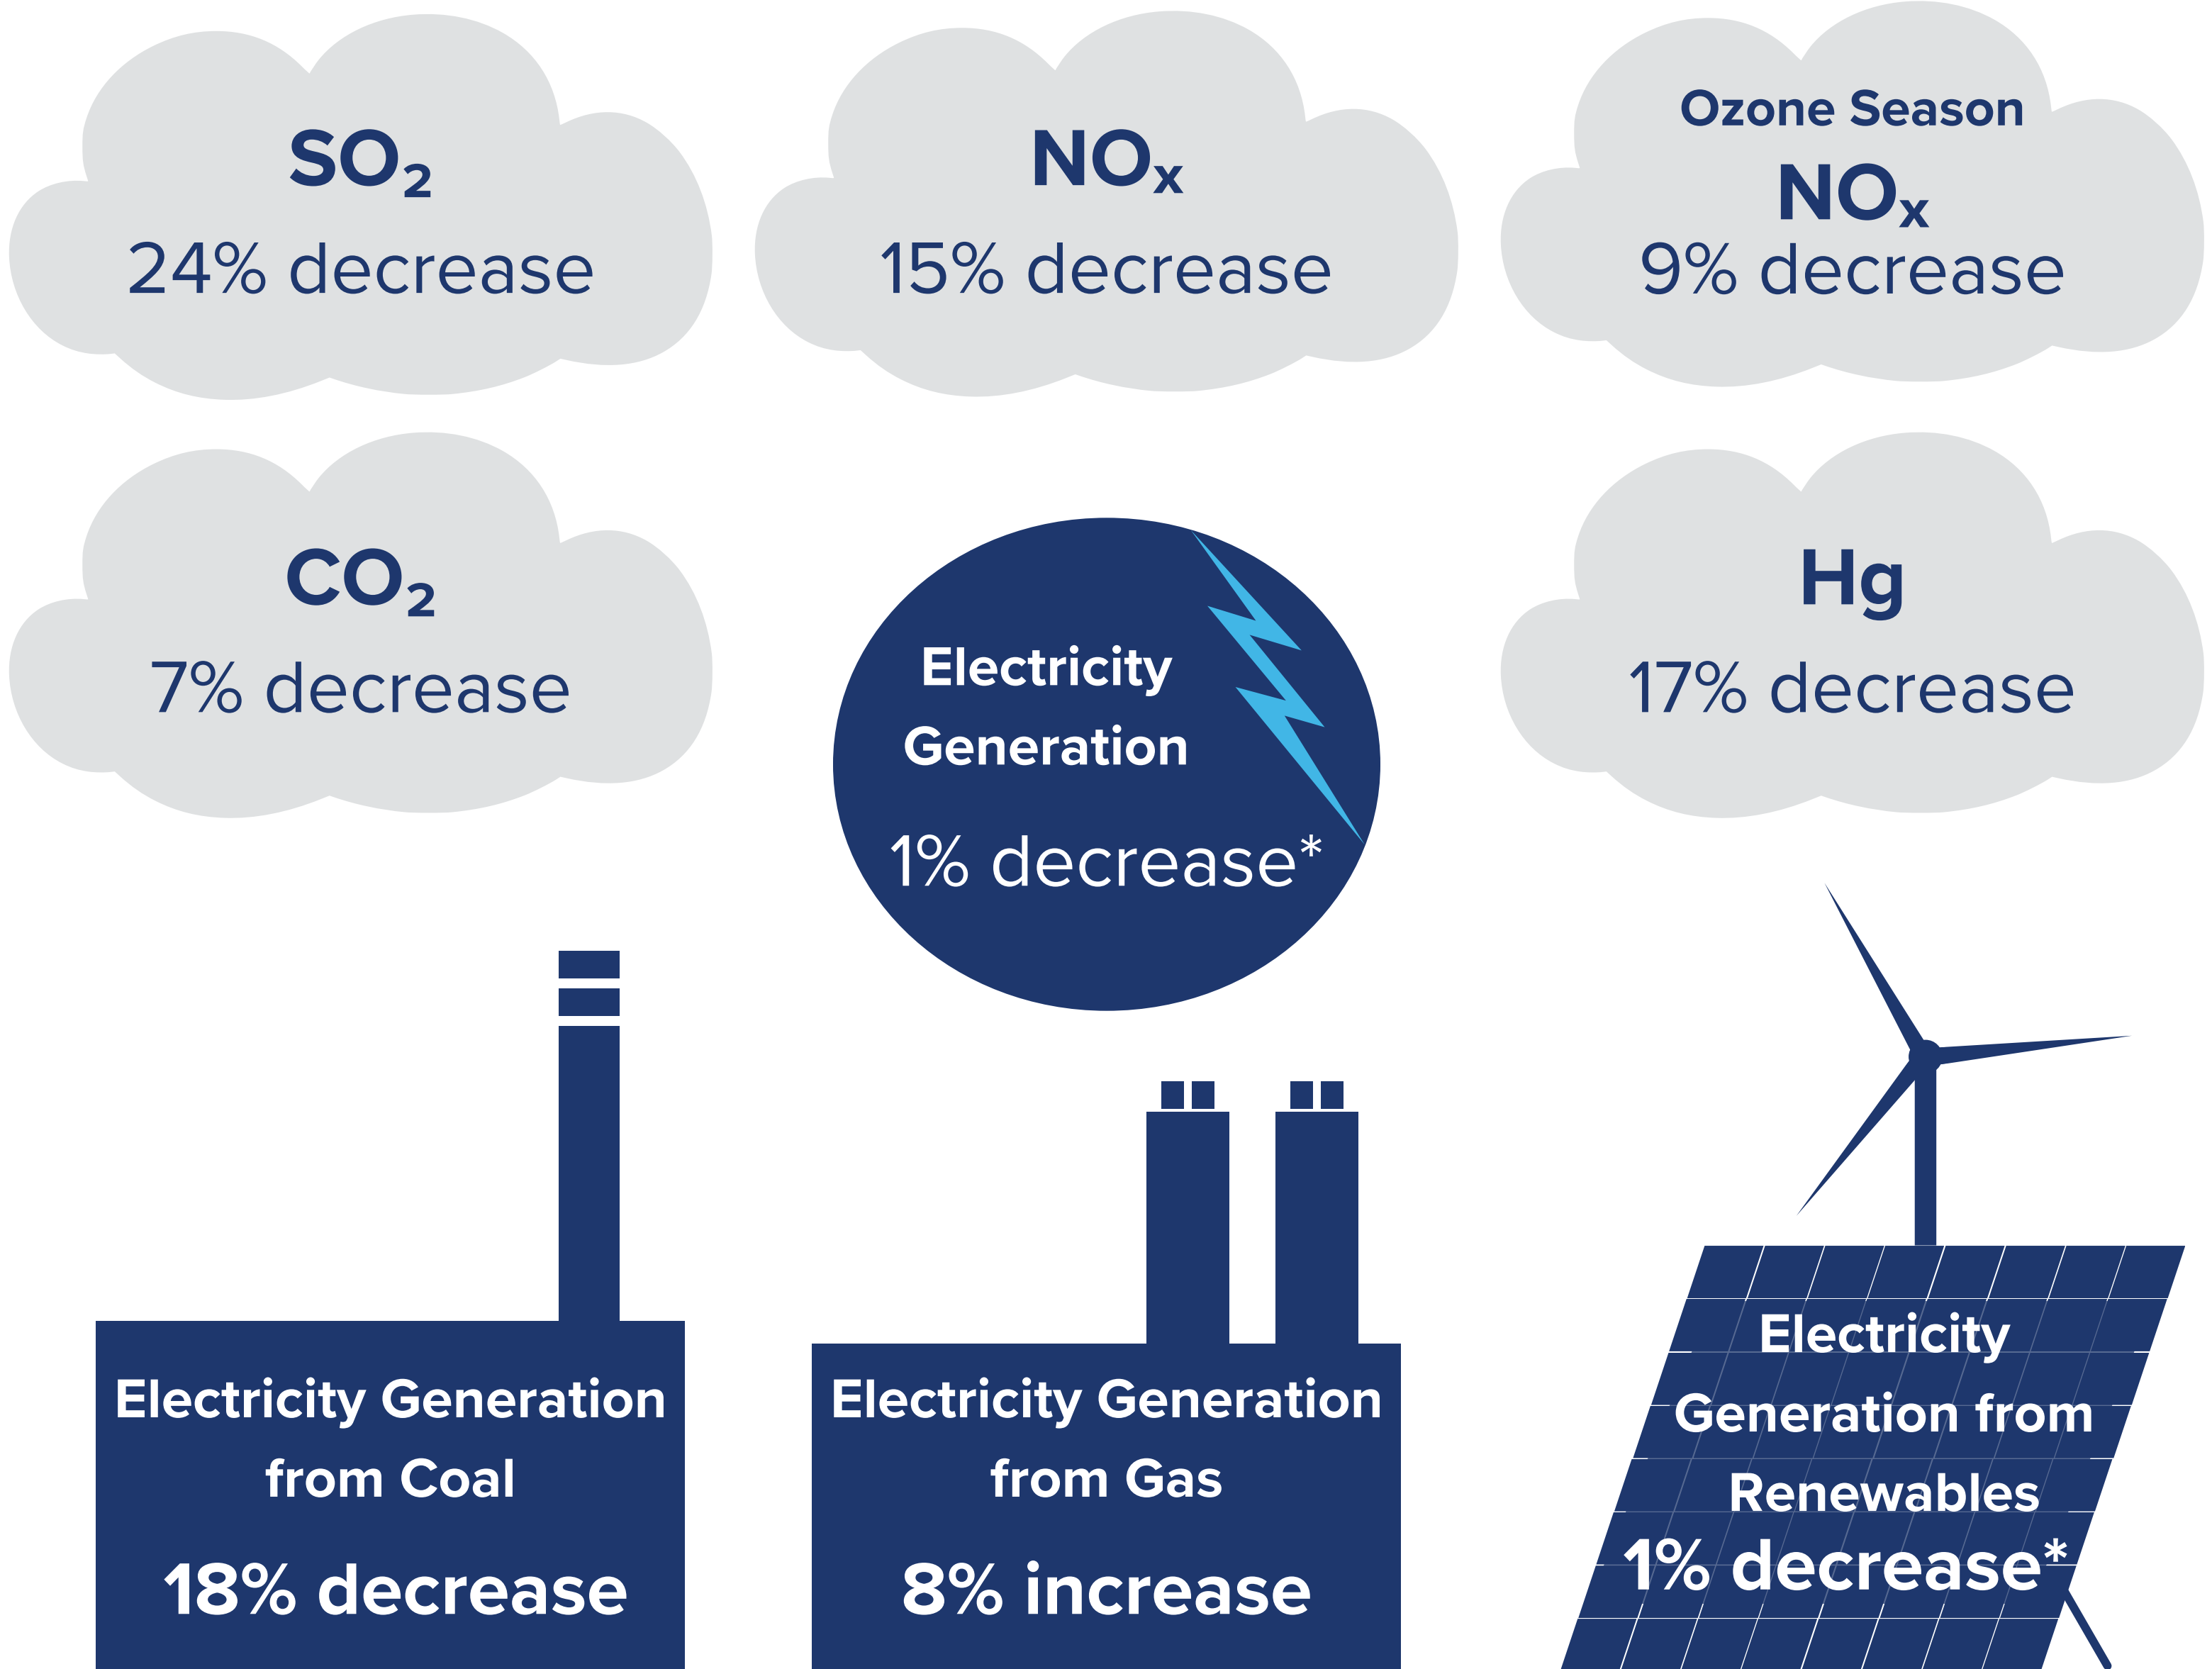 SO₂
24% decrease
NOₓ
15% decrease
Ozone Season
NOₓ
9% decrease
CO₂
7% decrease
Electricity
Generation
1% decrease*
Hg
17% decrease
Electricity Generation
from Coal
18% decrease
Electricity Generation
from Gas
8% increase
Electricity
Generation from
Renewables
1% decrease*